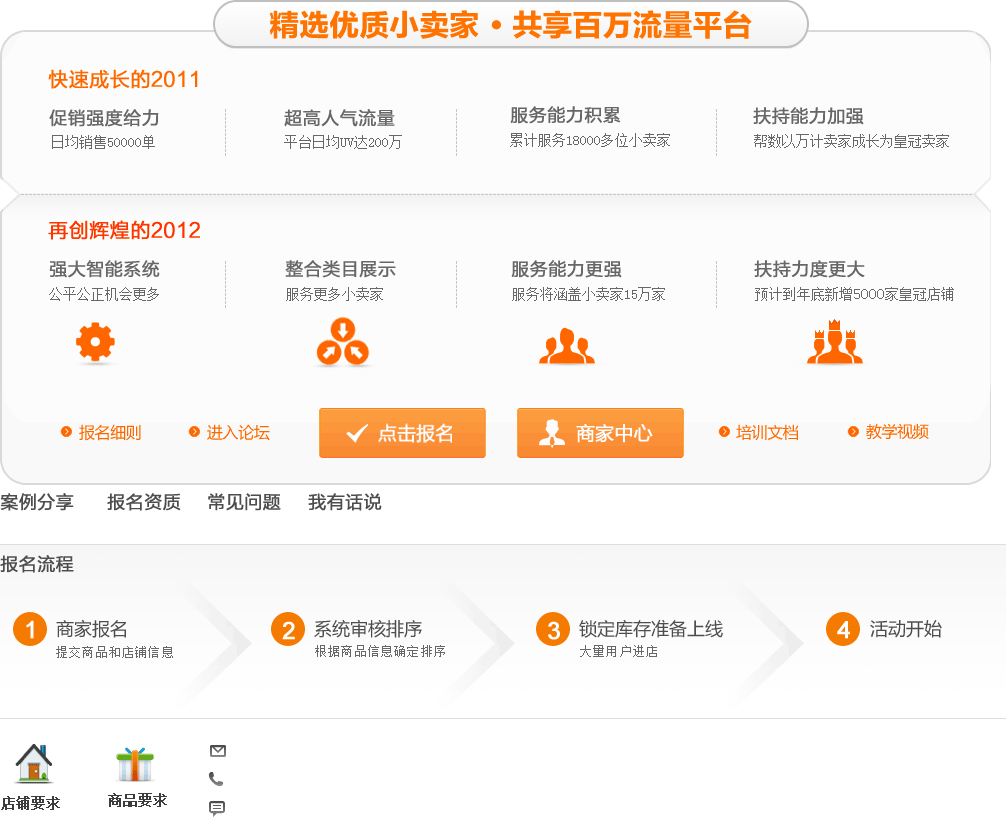 精选优质小卖家·共享百万流量平台
快速成长的2011
促销强度给力
日均销售50000单
超高人气流量
平台日均UV达200万
服务能力积累
累计服务18000多位小卖家
扶持能力加强
帮数以万计卖家成长为皇冠卖家
再创辉煌的2012
强大智能系统
公平公正机会更多
整合类目展示
服务更多小卖家
服务能力更强
服务将涵盖小卖家15万家
扶持力度更大
预计到年底新增5000家皇冠店铺
报名细则
进入论坛
点击报名
商家中心
培训文档
教学视频
案例分享 报名资质 常见问题 我有话说
报名流程
1 商家报名
提交商品和店铺信息
2 系统审核排序
根据商品信息确定排序
3 锁定库存准备上线
大量用户进店
4 活动开始
店铺要求
商品要求